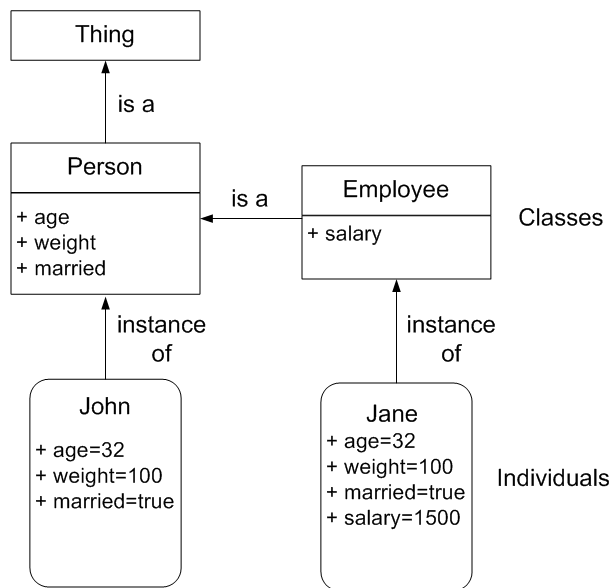 Thing
is a
Person
+ age
+ weight
+ married
is a
Employee
+ salary
Classes
instance
of
instance
of
John
+ age=32
+ weight=100
+ married=true
Jane
+ age=32
+ weight=100
+ married=true
+ salary=1500
Individuals